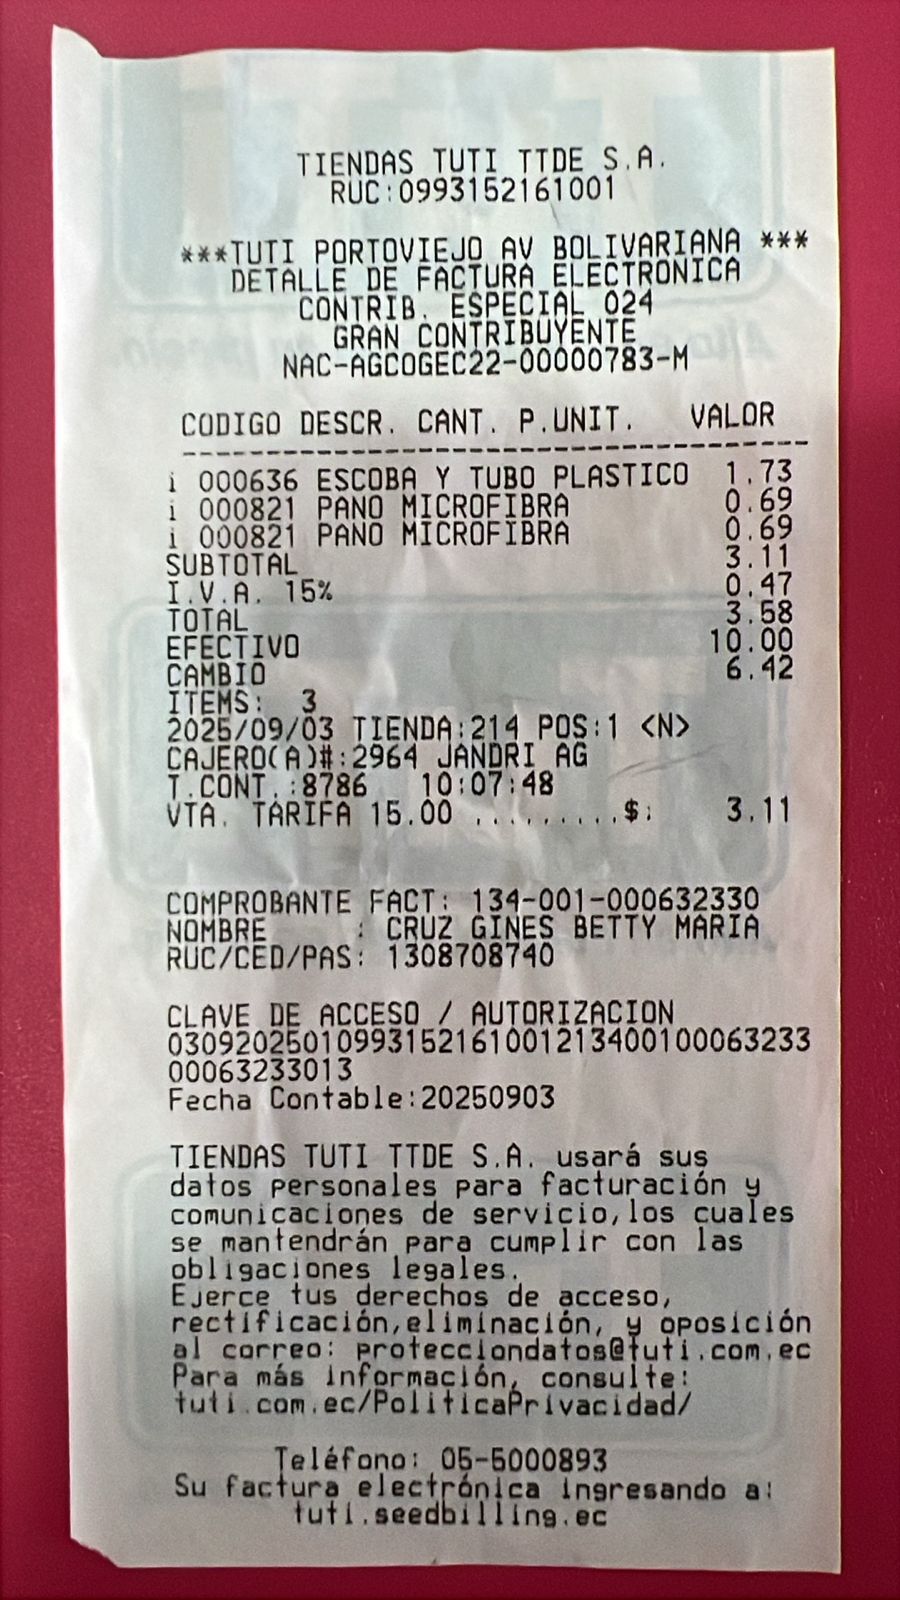 TIENDAS TUTI TTDE S.A.
RUC:0993152161001
***TUTI PORTOVIEJO AV BOLIVARIANA ***
DETALLE DE FACTURA ELECTRONICA
CONTRIB. ESPECIAL 024
GRAN CONTRIBUYENTE
NAC-AGCOGEC22-00000783-M
CODIGO DESCR. CANT. P.UNIT. VALOR
--------------------------------------
i 000636 ESCOBA Y TUBO PLASTICO 1.73
i 000821 PANO MICROFIBRA 0.69
i 000821 PANO MICROFIBRA 0.69
SUBTOTAL 3.11
I.V.A. 15% 0.47
TOTAL 3.58
EFECTIVO 10.00
CAMBIO 6.42
ITEMS: 3
2025/09/03 TIENDA:214 POS:1 <N>
CAJERO(A)#:2964 JANDRI AG
T.CONT.:8786 10:07:48
VTA. TARIFA 15.00 .........$: 3.11
COMPROBANTE FACT: 134-001-000632330
NOMBRE : CRUZ GINES BETTY MARIA
RUC/CED/PAS: 1308708740
CLAVE DE ACCESO / AUTORIZACION
03092025010993152161001213400100063233
00063233013
Fecha Contable:20250903
TIENDAS TUTI TTDE S.A. usará sus
datos personales para facturación y
comunicaciones de servicio,los cuales
se mantendrán para cumplir con las
obligaciones legales.
Ejerce tus derechos de acceso,
rectificación,eliminación, y oposición
al correo: protecciondatos@tuti.com.ec
Para más información, consulte:
tuti.com.ec/PoliticaPrivacidad/
Teléfono: 05-5000893
Su factura electrónica ingresando a:
tuti.seedbilling.ec